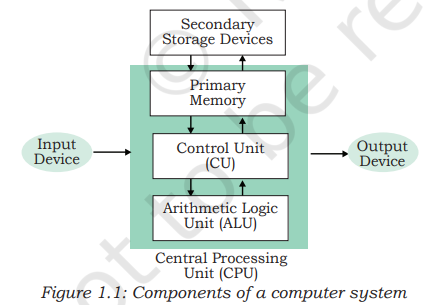 Secondary
Storage Devices
Primary
Memory
Input
Device
Control Unit
(CU)
Output
Device
Arithmetic Logic
Unit (ALU)
Central Processing
Unit (CPU)
Figure 1.1: Components of a computer system